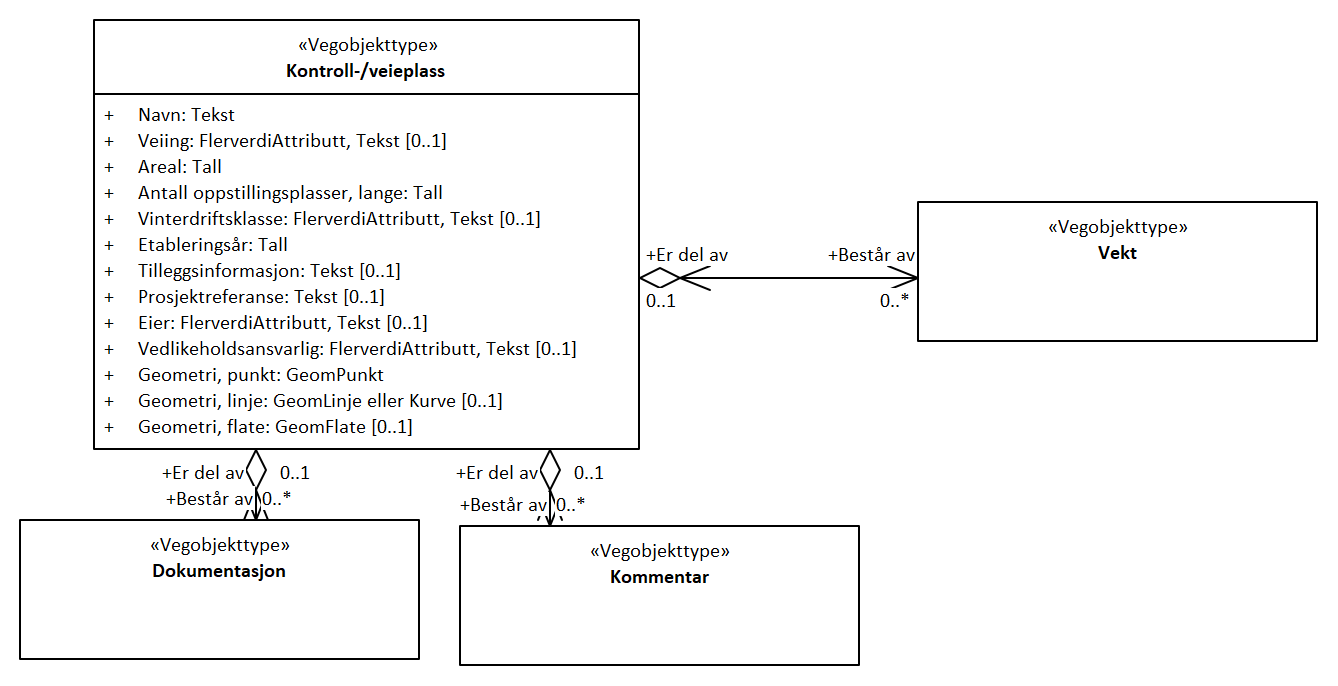 «Vegobjekttype»
Kontroll-/veieplass
+ Navn: Tekst
+ Veiing: FlerverdiAttributt, Tekst [0..1]
+ Areal: Tall
+ Antall oppstillingsplasser, lange: Tall
+ Vinterdriftsklasse: FlerverdiAttributt, Tekst [0..1]
+ Etableringsår: Tall
+ Tilleggsinformasjon: Tekst [0..1]
+ Prosjektreferanse: Tekst [0..1]
+ Eier: FlerverdiAttributt, Tekst [0..1]
+ Vedlikeholdsansvarlig: FlerverdiAttributt, Tekst [0..1]
+ Geometri, punkt: GeomPunkt
+ Geometri, linje: GeomLinje eller Kurve [0..1]
+ Geometri, flate: GeomFlate [0..1]
+Er del av
0..1
+Består av
0..*
«Vegobjekttype»
Vekt
+Er del av 0..1
+Består av 0..*
«Vegobjekttype»
Dokumentasjon
+Er del av 0..1
+Består av 0..*
«Vegobjekttype»
Kommentar